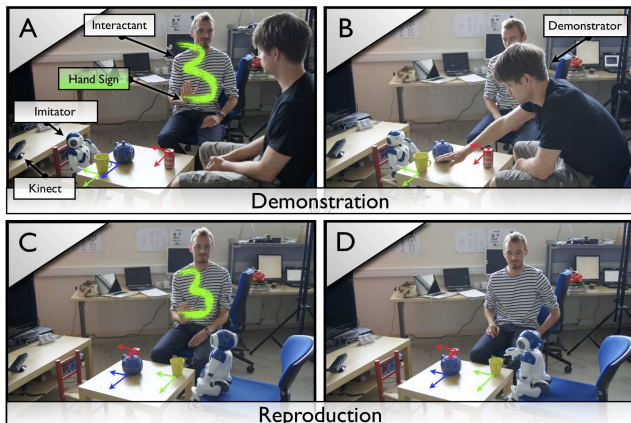 A
Interactant
Hand Sign
Imitator
Kinect
B
Demonstrator
Demonstration
C
D
Reproduction